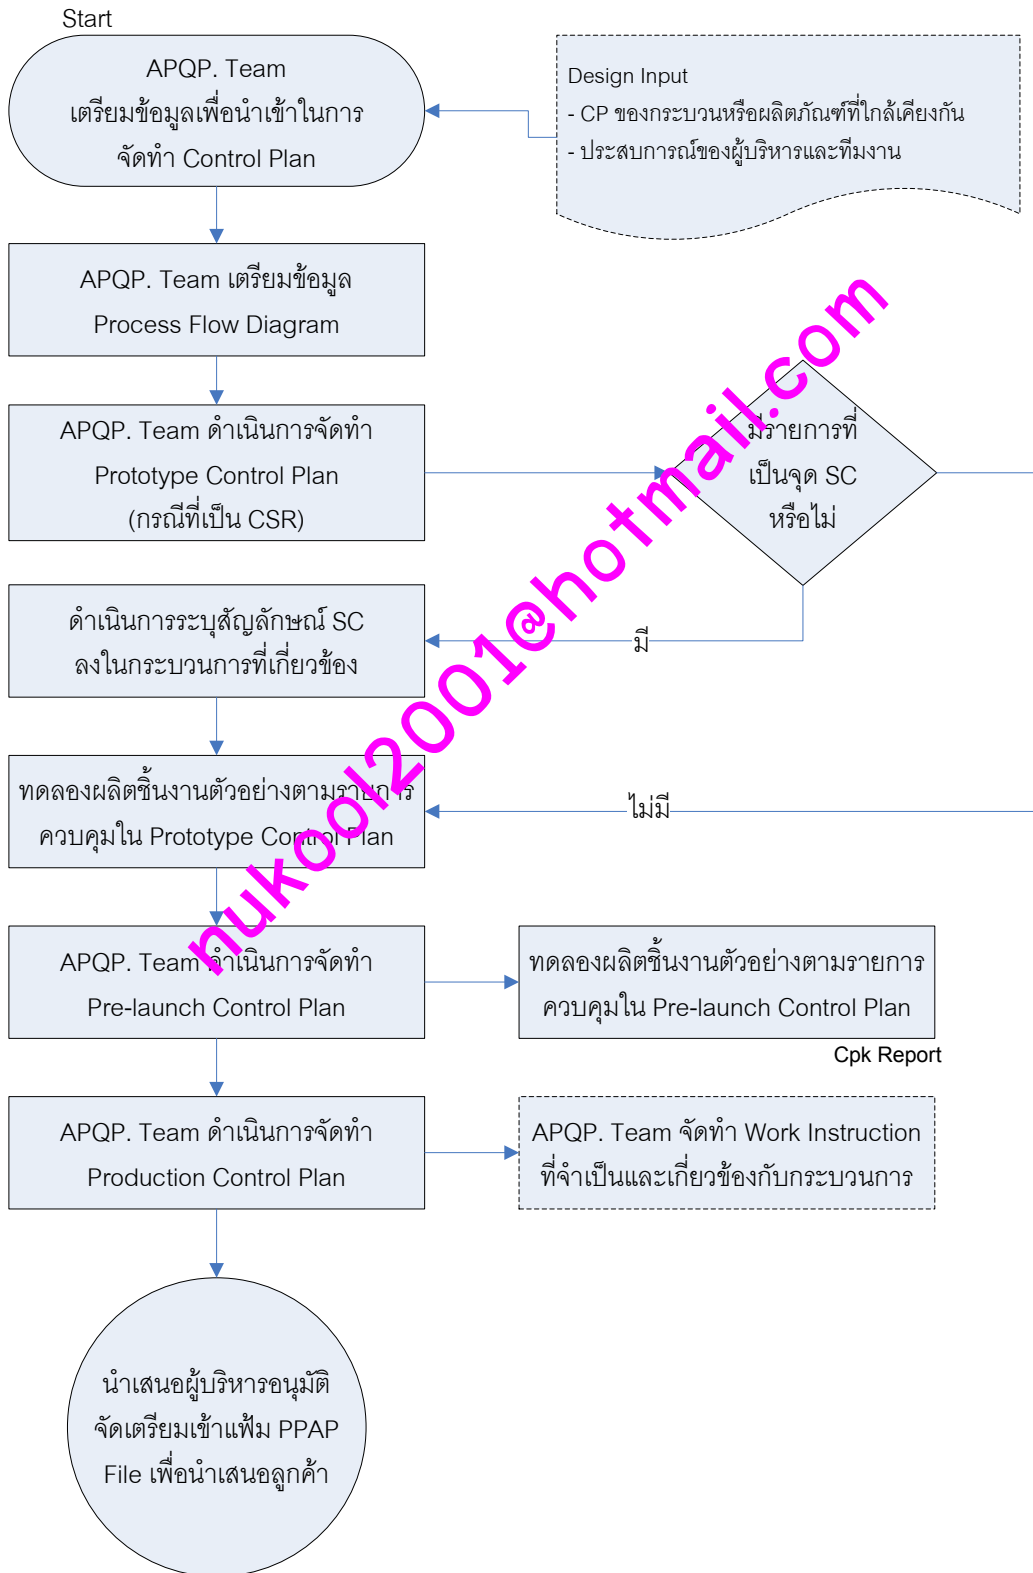 Start
APQP. Team
เตรียมข้อมูลเพื่อนำเข้าในการ
จัดทำ Control Plan
Design Input
- CP ของกระบวนหรือผลิตภัณฑ์ที่ใกล้เคียงกัน
- ประสบการณ์ของผู้บริหารและทีมงาน
APQP. Team เตรียมข้อมูล
Process Flow Diagram
APQP. Team ดำเนินการจัดทำ
Prototype Control Plan
(กรณีที่เป็น CSR)
มีรายการที่
เป็นจุด SC
หรือไม่
ดำเนินการระบุสัญลักษณ์ SC
ลงในกระบวนการที่เกี่ยวข้อง
มี
ทดลองผลิตชิ้นงานตัวอย่างตามรายการ
ควบคุมใน Prototype Control Plan
ไม่มี
APQP. Team ดำเนินการจัดทำ
Pre-launch Control Plan
ทดลองผลิตชิ้นงานตัวอย่างตามรายการ
ควบคุมใน Pre-launch Control Plan
Cpk Report
APQP. Team ดำเนินการจัดทำ
Production Control Plan
APQP. Team จัดทำ Work Instruction
ที่จำเป็นและเกี่ยวข้องกับกระบวนการ
นำเสนอผู้บริหารอนุมัติ
จัดเตรียมเข้าแฟ้ม PPAP
File เพื่อนำเสนอลูกค้า
nukool2001@hotmail.com